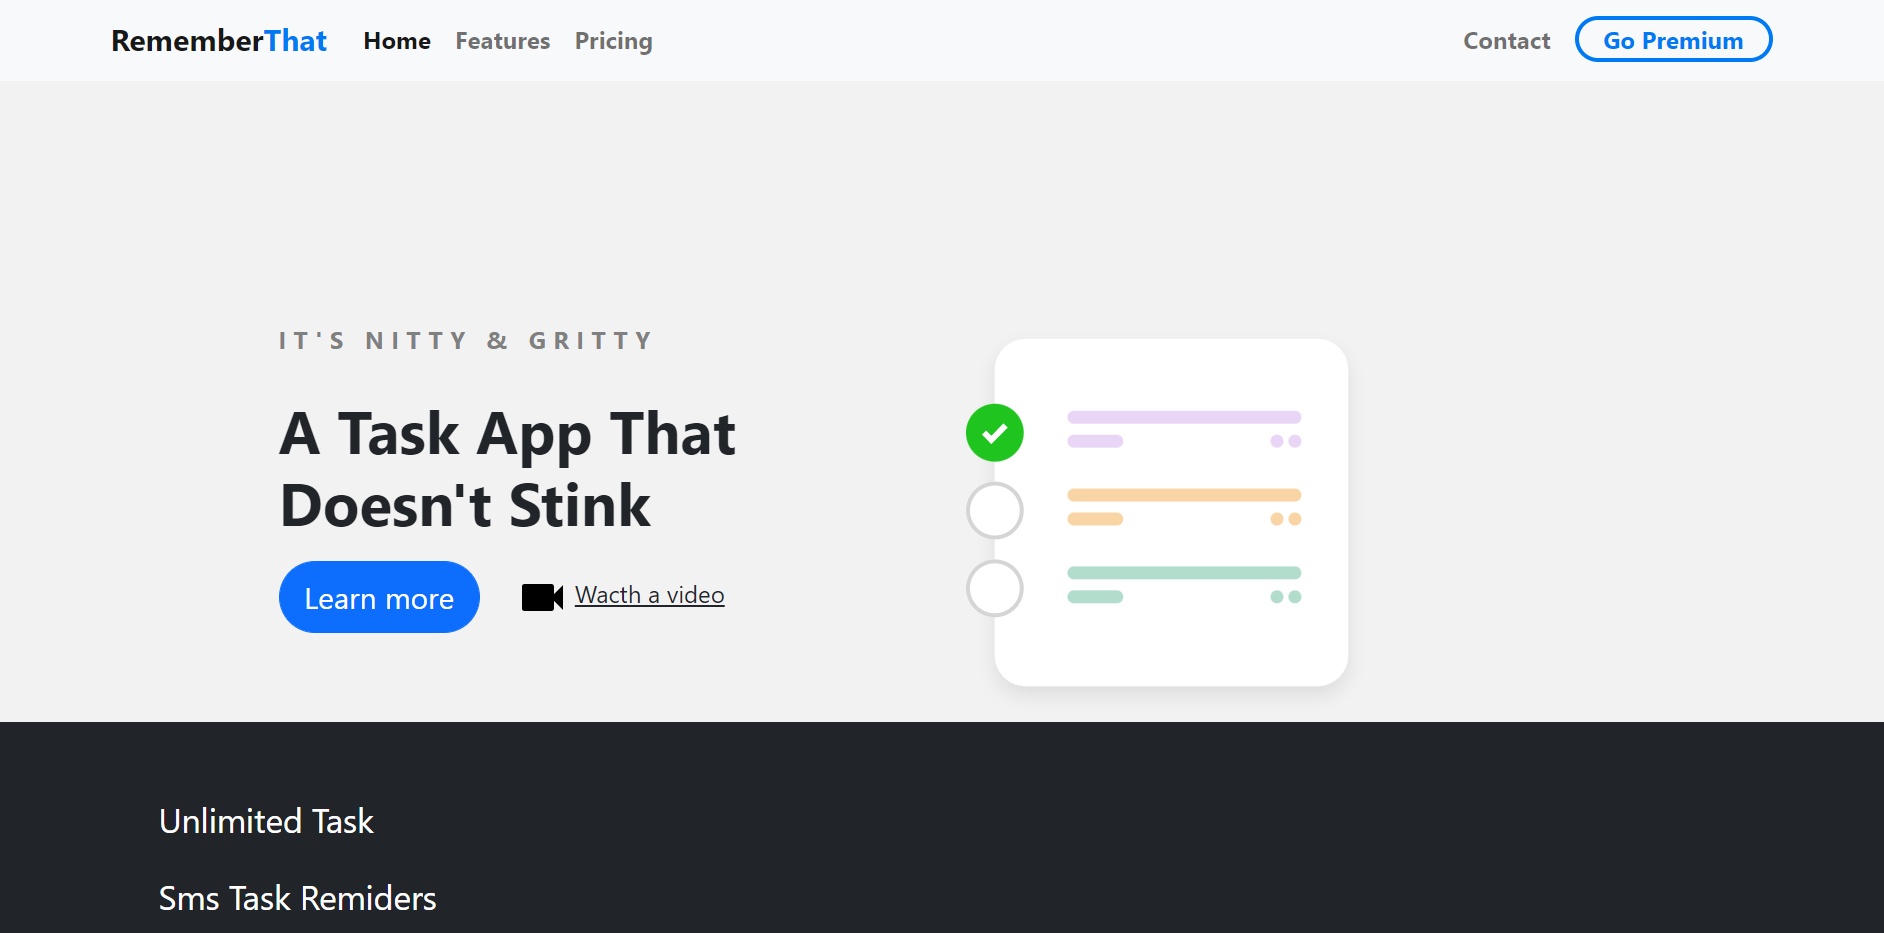 RememberThat Home Features Pricing Contact Go Premium
IT'S NITTY & GRITTY
A Task App That
Doesn't Stink
Learn more Wacth a video
Unlimited Task
Sms Task Remiders